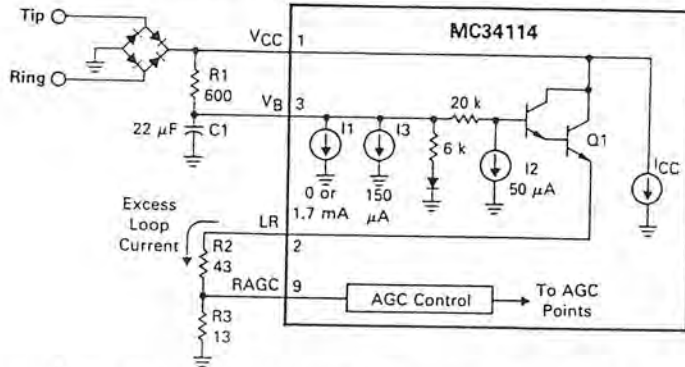 Tip
Ring
VCC
1
MC34114
R1
600
VB
3
20 k
22 µF
C1
I1
I3
6 k
Q1
I2
50 µA
ICC
0 or
1.7 mA
150
µA
Excess
Loop
Current
LR
2
R2
43
RAGC
9
AGC Control
To AGC
Points
R3
13